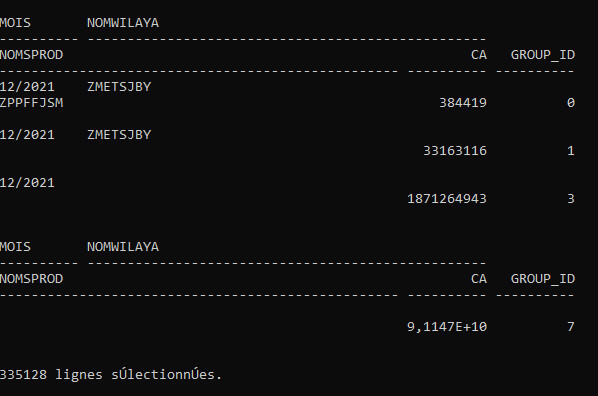 MOIS       NOMWILAYA
---------- --------------------------------------------------
NOMSPROD                                                   CA   GROUP_ID
-------------------------------------------------- ---------- ----------
12/2021    ZMETSJBY
ZPPFFJSM                                               384419          0

12/2021    ZMETSJBY
                                                     33163116          1

12/2021
                                                   1871264943          3

MOIS       NOMWILAYA
---------- --------------------------------------------------
NOMSPROD                                                   CA   GROUP_ID
-------------------------------------------------- ---------- ----------

                                                   9,1147E+10          7

335128 lignes sÚlectionnÚes.